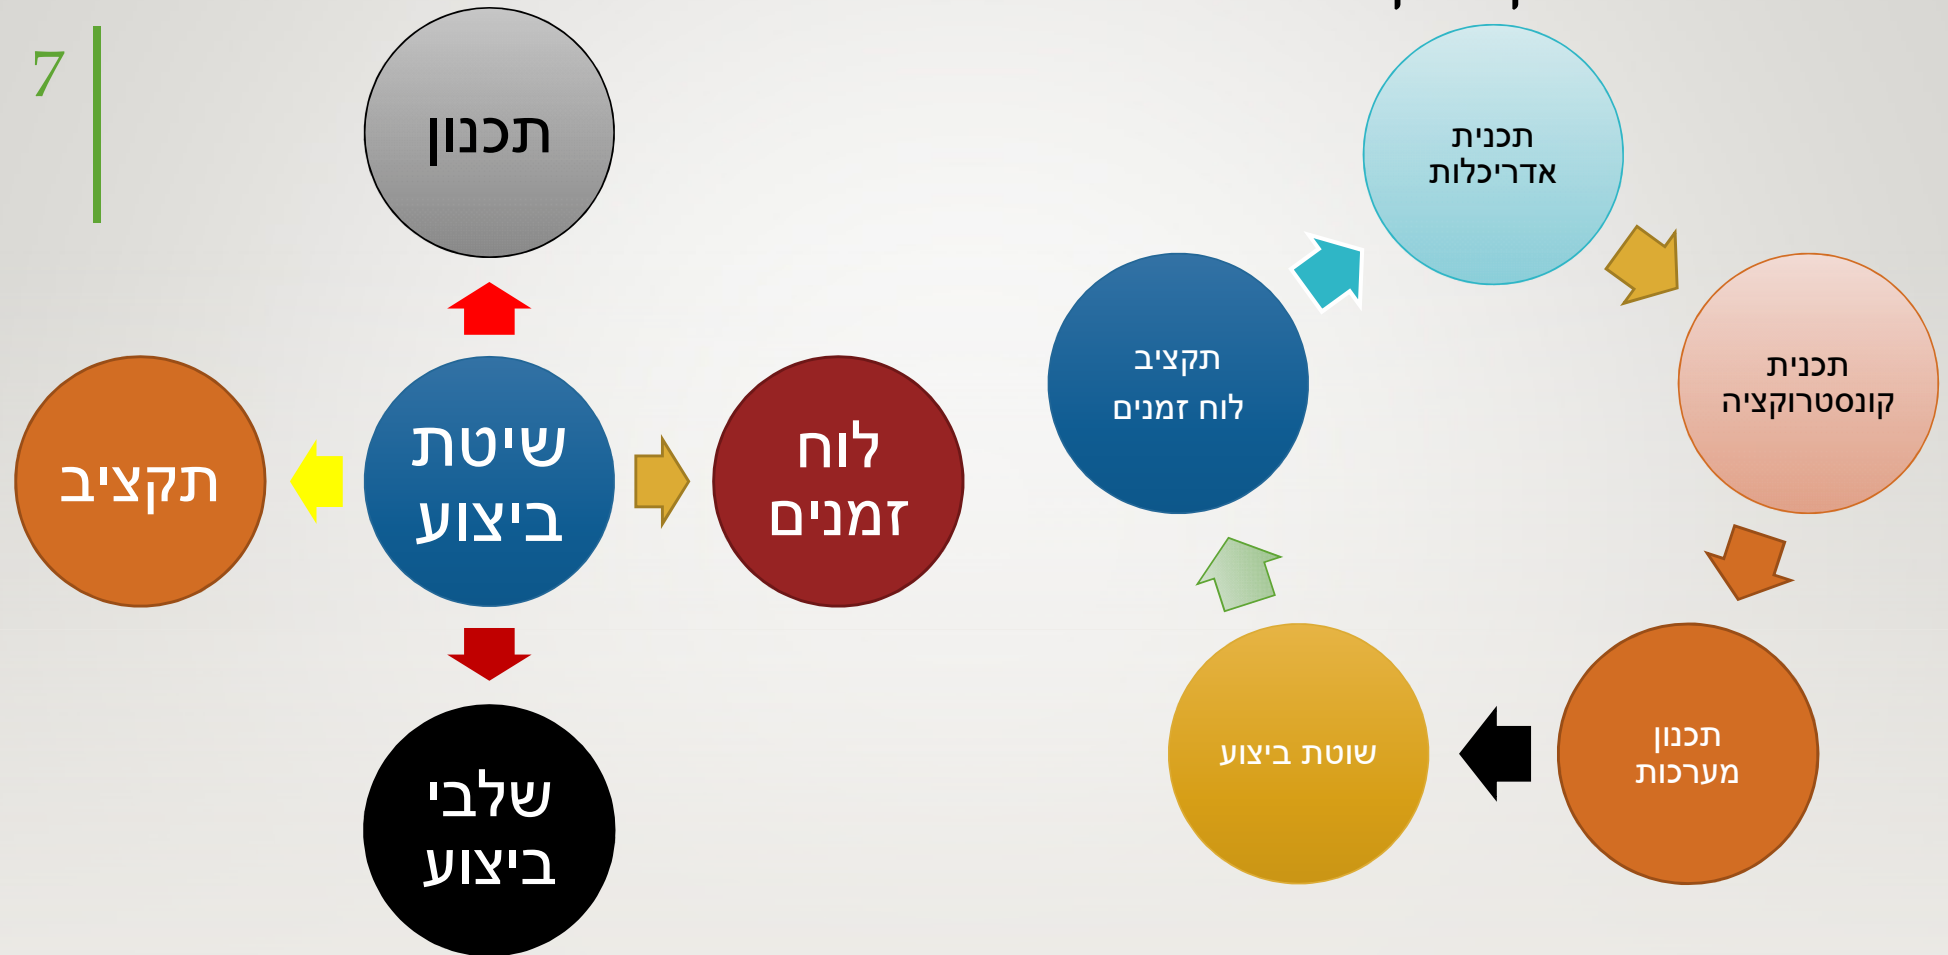 7
תכנון
תקציב
שיטת
ביצוע
לוח
זמנים
שלבי
ביצוע
תכנית
אדריכלות
תכנית
קונסטרוקציה
תכנון
מערכות
שוטת ביצוע
תקציב
לוח זמנים